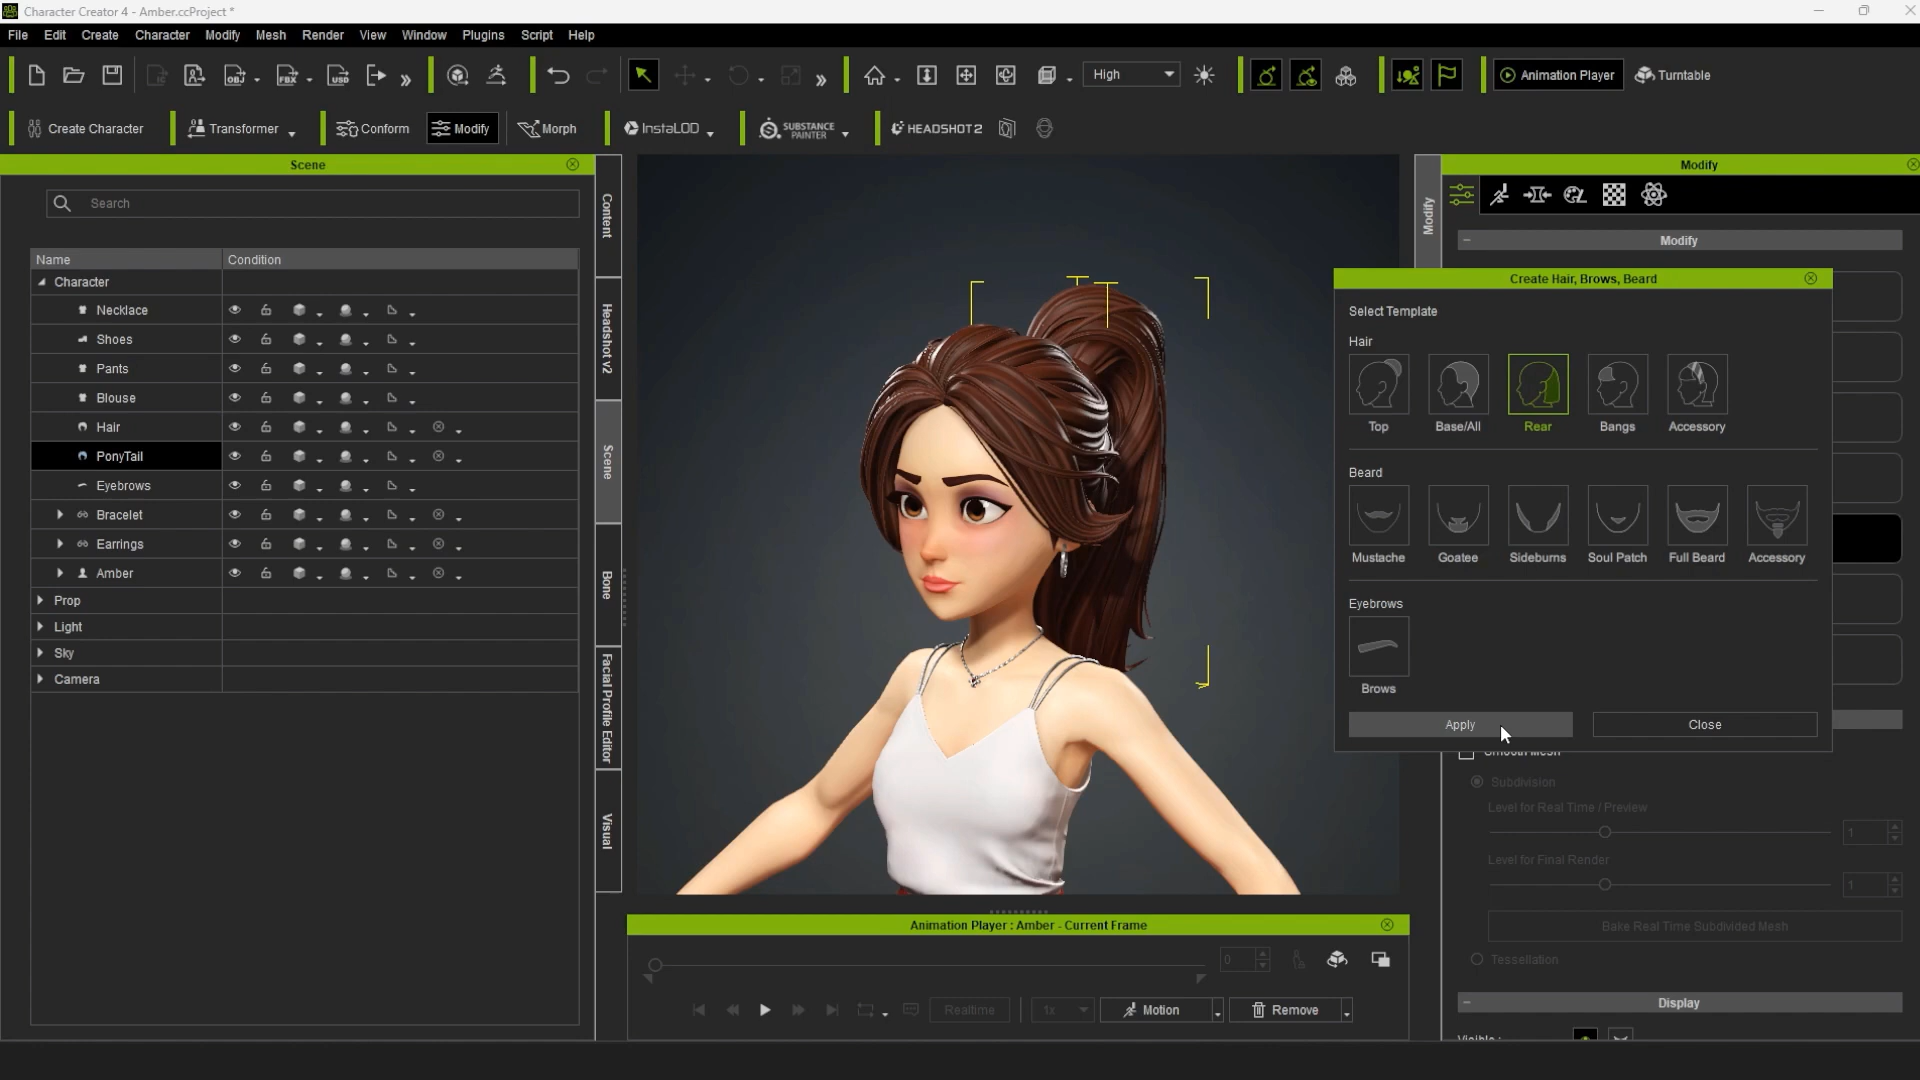 Character Creator 4 - Amber.ccProject *
File Edit Create Character Modify Mesh Render View Window Plugins Script Help
OBJ FBX USD High Animation Player Turntable
Create Character Transformer Conform Modify Morph InstaLOD SUBSTANCE PAINTER HEADSHOT 2
Scene
Search
Name Condition
Character
Necklace
Shoes
Pants
Blouse
Hair
PonyTail
Eyebrows
Bracelet
Earrings
Amber
Prop
Light
Sky
Camera
Content
Headshot v2
Scene
Bone
Facial Profile Editor
Visual
Modify
Modify
Modify
Create Hair, Brows, Beard
Select Template
Hair
Top Base/All Rear Bangs Accessory
Beard
Mustache Goatee Sideburns Soul Patch Full Beard Accessory
Eyebrows
Brows
Apply Close
Smooth Mesh
Subdivision
Level for Real Time / Preview
1
Level for Final Render
1
Bake Real Time Subdivided Mesh
Tessellation
Display
Visible :
Animation Player : Amber - Current Frame
0
Realtime 1x Motion Remove